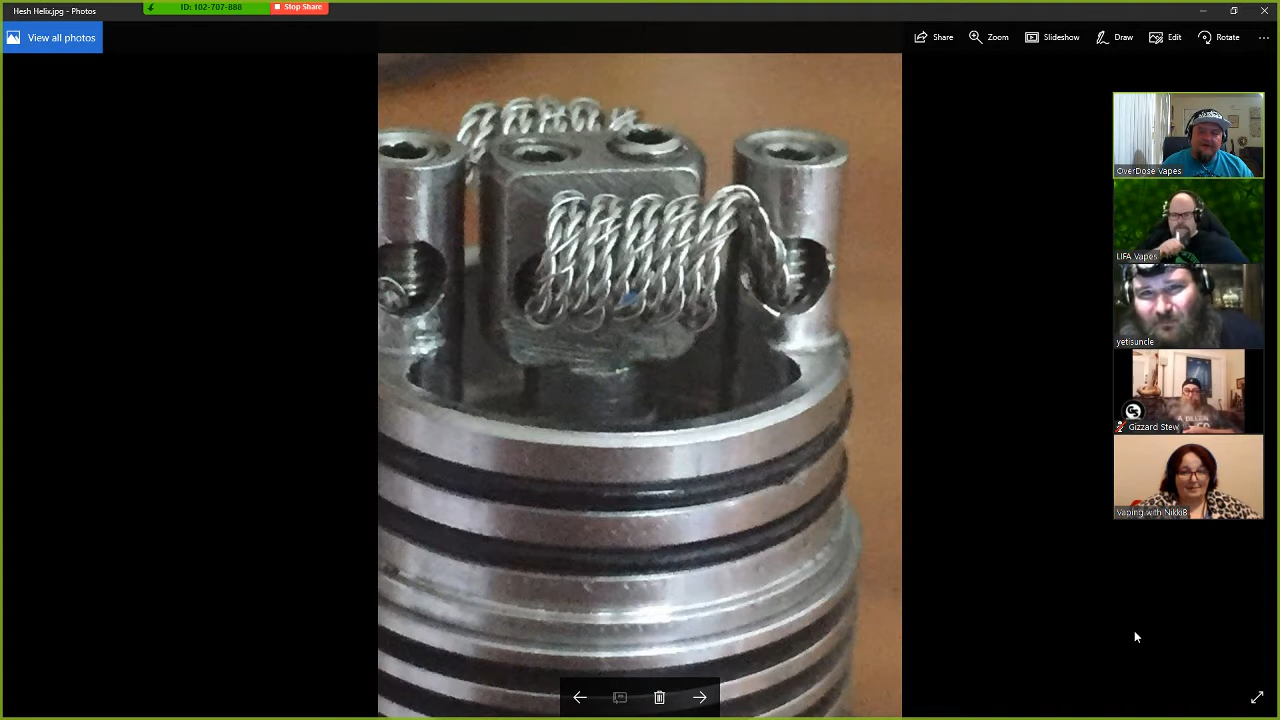 Hesh Helix.jpg - Photos
ID: 102-707-888
Stop Share
View all photos
Share
Zoom
Slideshow
Draw
Edit
Rotate
OverDose Vapes
LIFA Vapes
yetisuncle
Gizzard Stew
Vaping with NikkiB